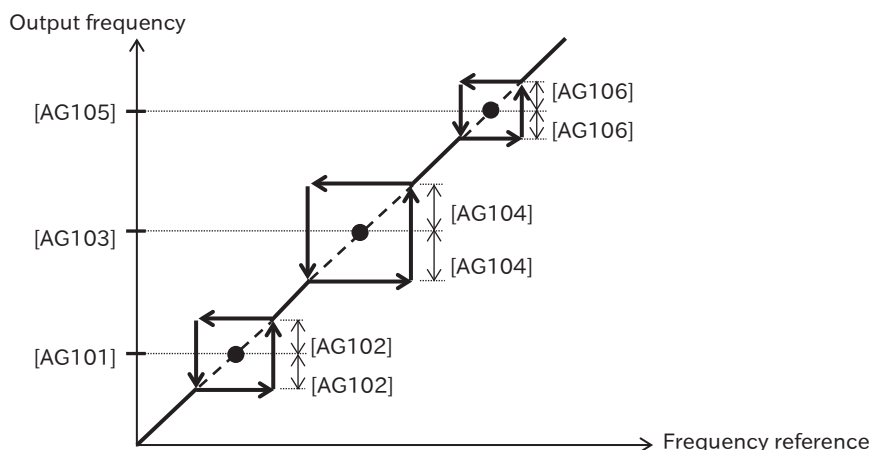 Output frequency
[AG105]
[AG106]
[AG106]
[AG103]
[AG104]
[AG104]
[AG101]
[AG102]
[AG102]
Frequency reference